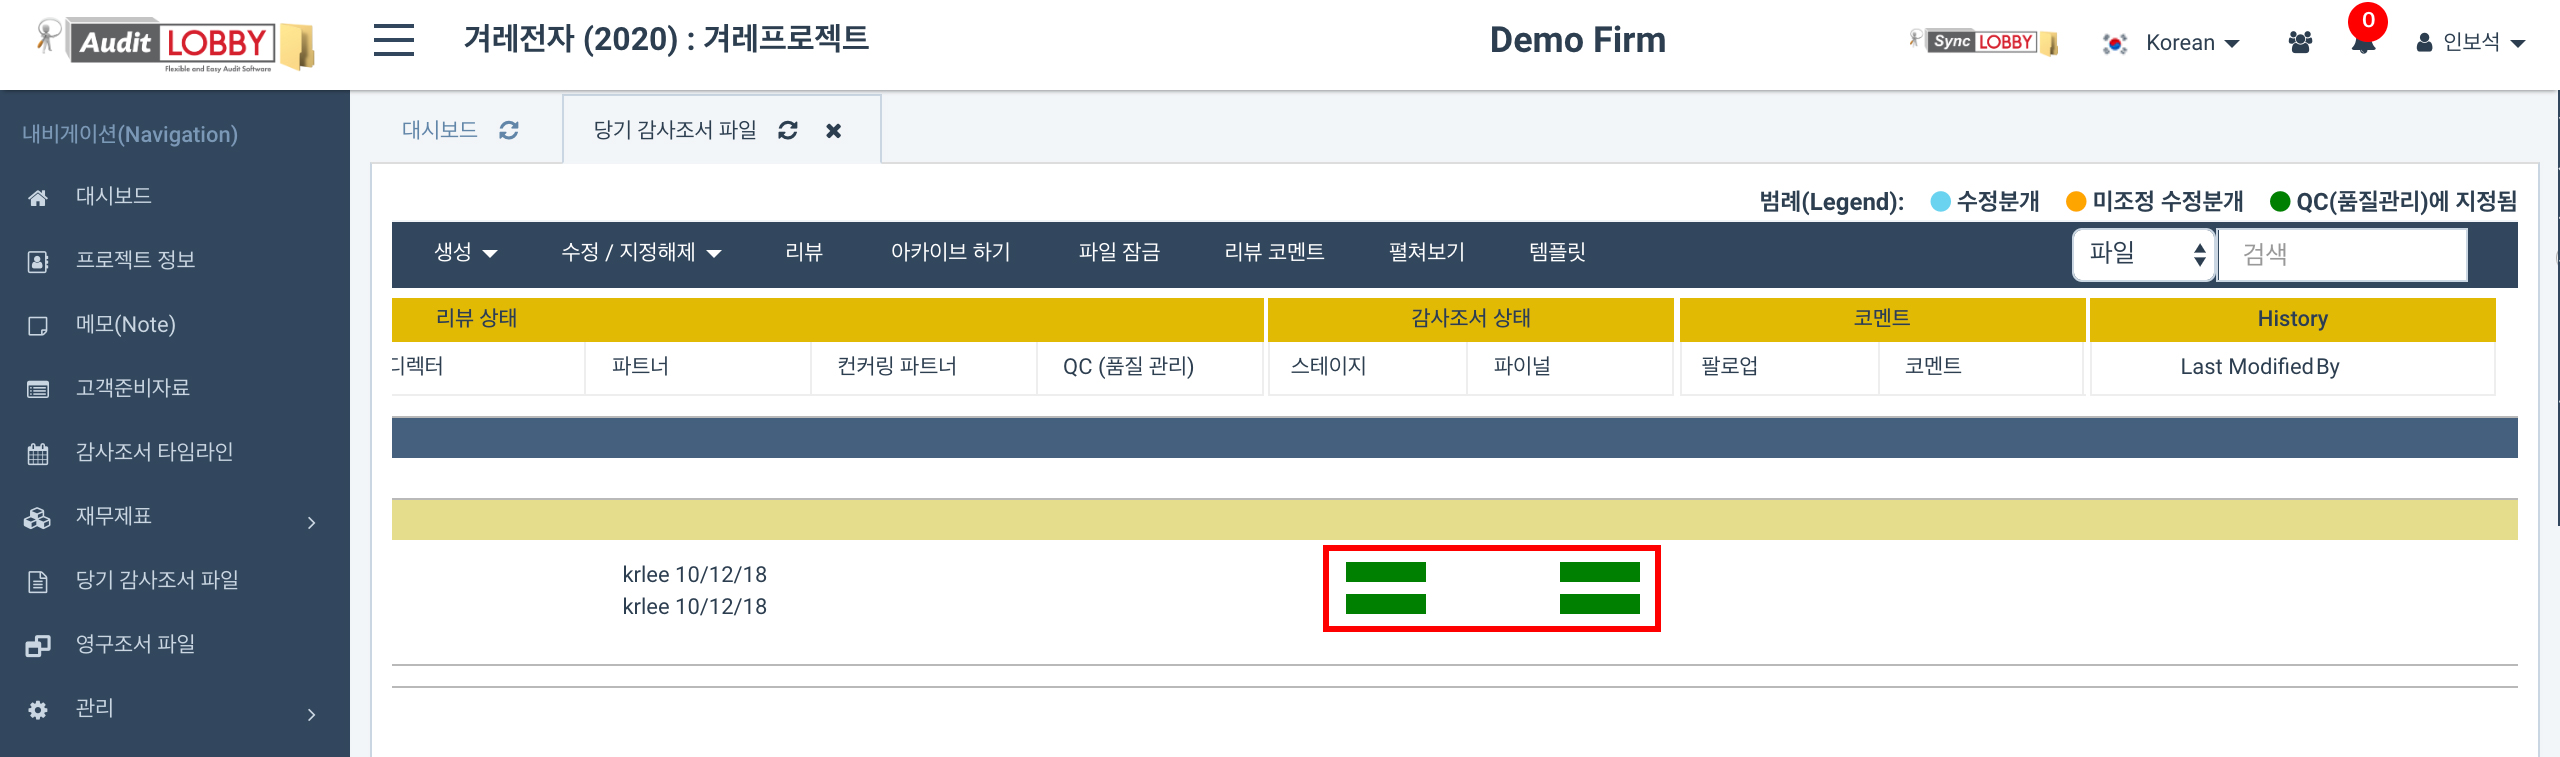 Audit LOBBY
Flexible and Easy Audit Software
겨레전자 (2020) : 겨레프로젝트
Demo Firm
Sync LOBBY
Korean
0
인보석
내비게이션(Navigation)
대시보드
프로젝트 정보
메모(Note)
고객준비자료
감사조서 타임라인
재무제표
당기 감사조서 파일
영구조서 파일
관리
대시보드
당기 감사조서 파일
범례(Legend): 수정분개 미조정 수정분개 QC(품질관리)에 지정됨
생성 수정 / 지정해제 리뷰 아카이브 하기 파일 잠금 리뷰 코멘트 펼쳐보기 템플릿 파일 검색
리뷰 상태 감사조서 상태 코멘트 History
디렉터 파트너 컨커링 파트너 QC (품질 관리) 스테이지 파이널 팔로업 코멘트 Last Modified By
krlee 10/12/18
krlee 10/12/18